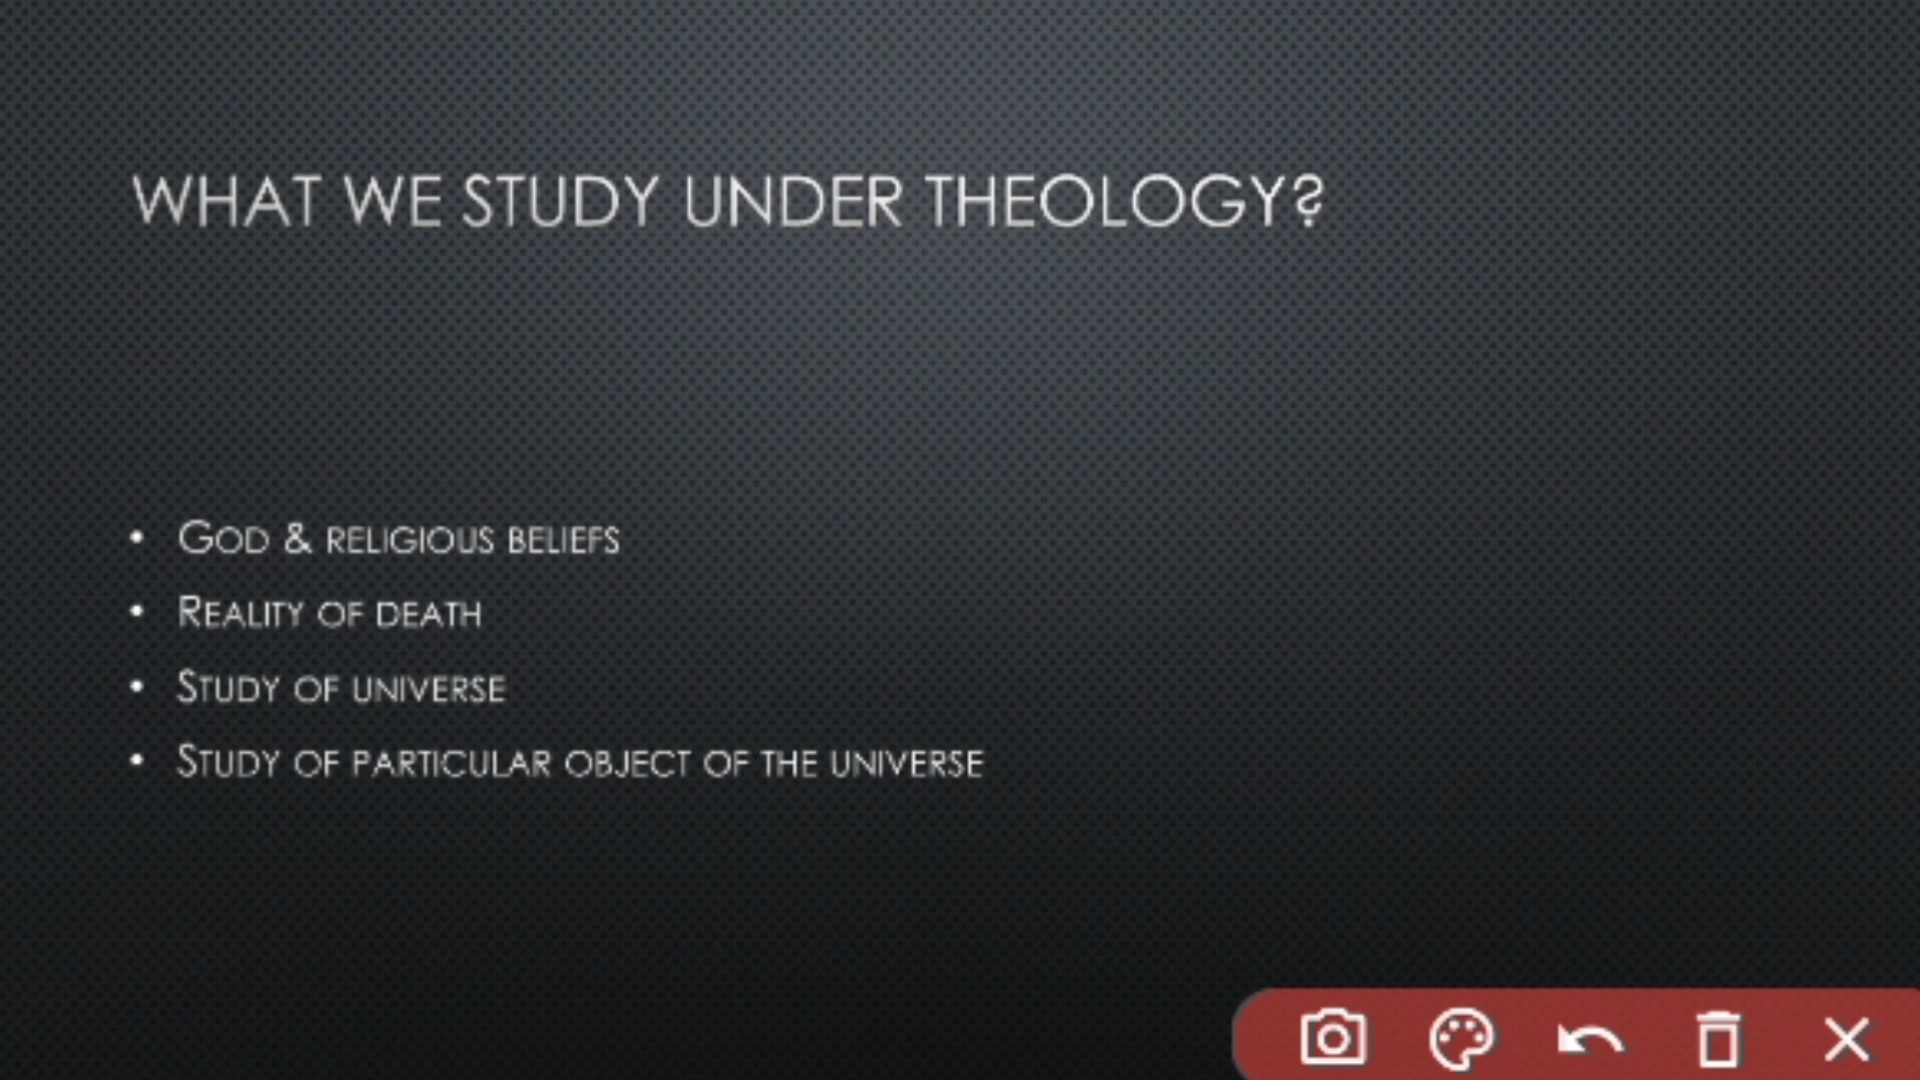 WHAT WE STUDY UNDER THEOLOGY?
• GOD & RELIGIOUS BELIEFS
• REALITY OF DEATH
• STUDY OF UNIVERSE
• STUDY OF PARTICULAR OBJECT OF THE UNIVERSE